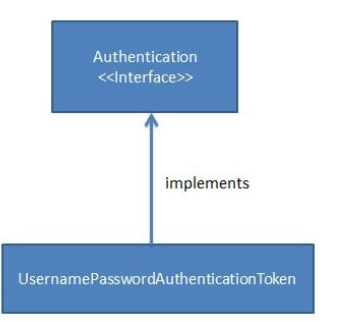 Authentication
<<Interface>>
implements
UsernamePasswordAuthenticationToken